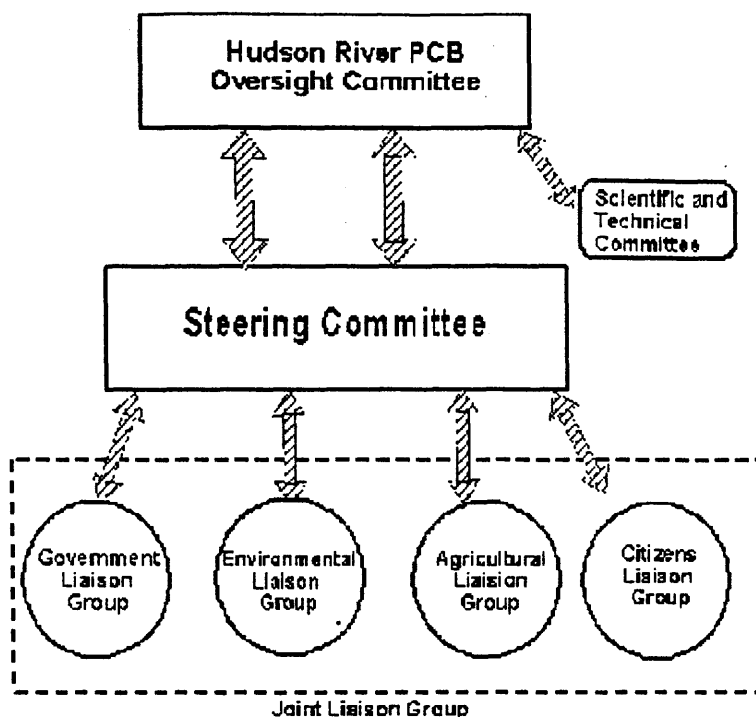 Hudson River PCB
Oversight Committee
Scientific and
Technical
Committee
Steering Committee
Government
Liaison
Group
Environmental
Liaison
Group
Agricultural
Liaision
Group
Citizens
Liaison
Group
Joint Liaison Group